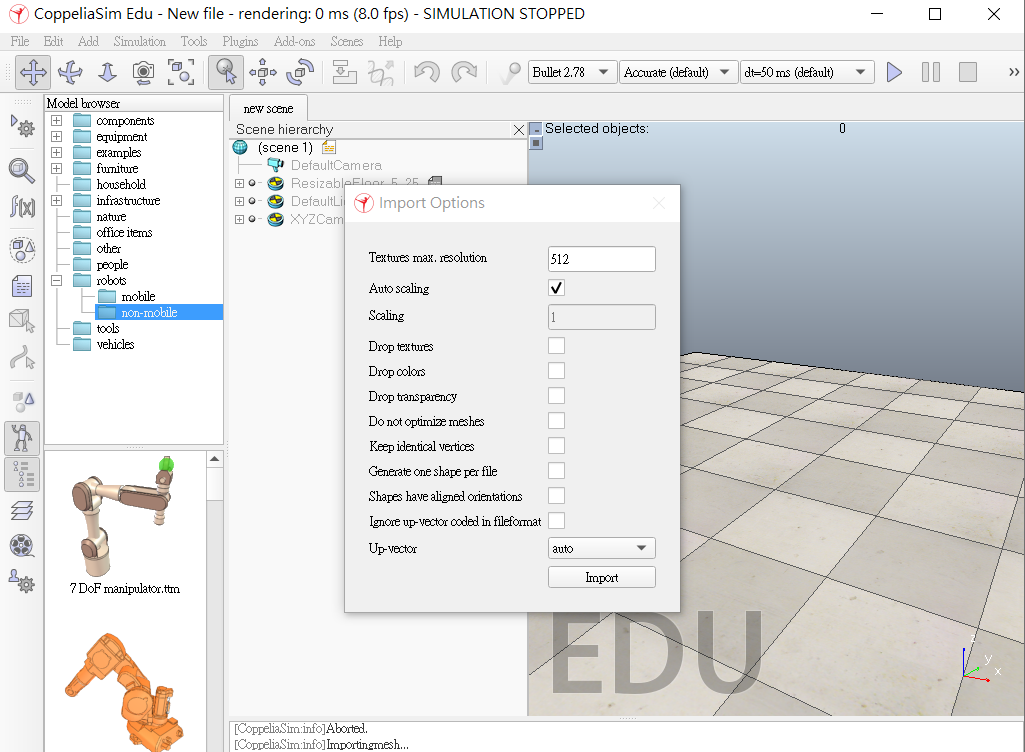 CoppeliaSim Edu - New file - rendering: 0 ms (8.0 fps) - SIMULATION STOPPED
File Edit Add Simulation Tools Plugins Add-ons Scenes Help
Bullet 2.78 Accurate (default) dt=50 ms (default) »
Model browser
components
equipment
examples
furniture
household
infrastructure
nature
office items
other
people
robots
mobile
non-mobile
tools
vehicles
7 DoF manipulator.ttm
new scene
Scene hierarchy
(scene 1)
DefaultCamera
ResizableFloor_5_25
DefaultLi
XYZCam
Selected objects: 0
Import Options
Textures max. resolution 512
Auto scaling
Scaling 1
Drop textures
Drop colors
Drop transparency
Do not optimize meshes
Keep identical vertices
Generate one shape per file
Shapes have aligned orientations
Ignore up-vector coded in fileformat
Up-vector auto
Import
EDU
z
y
x
[CoppeliaSim:info]Aborted.
[CoppeliaSim:info]Importingmesh...
f(x)